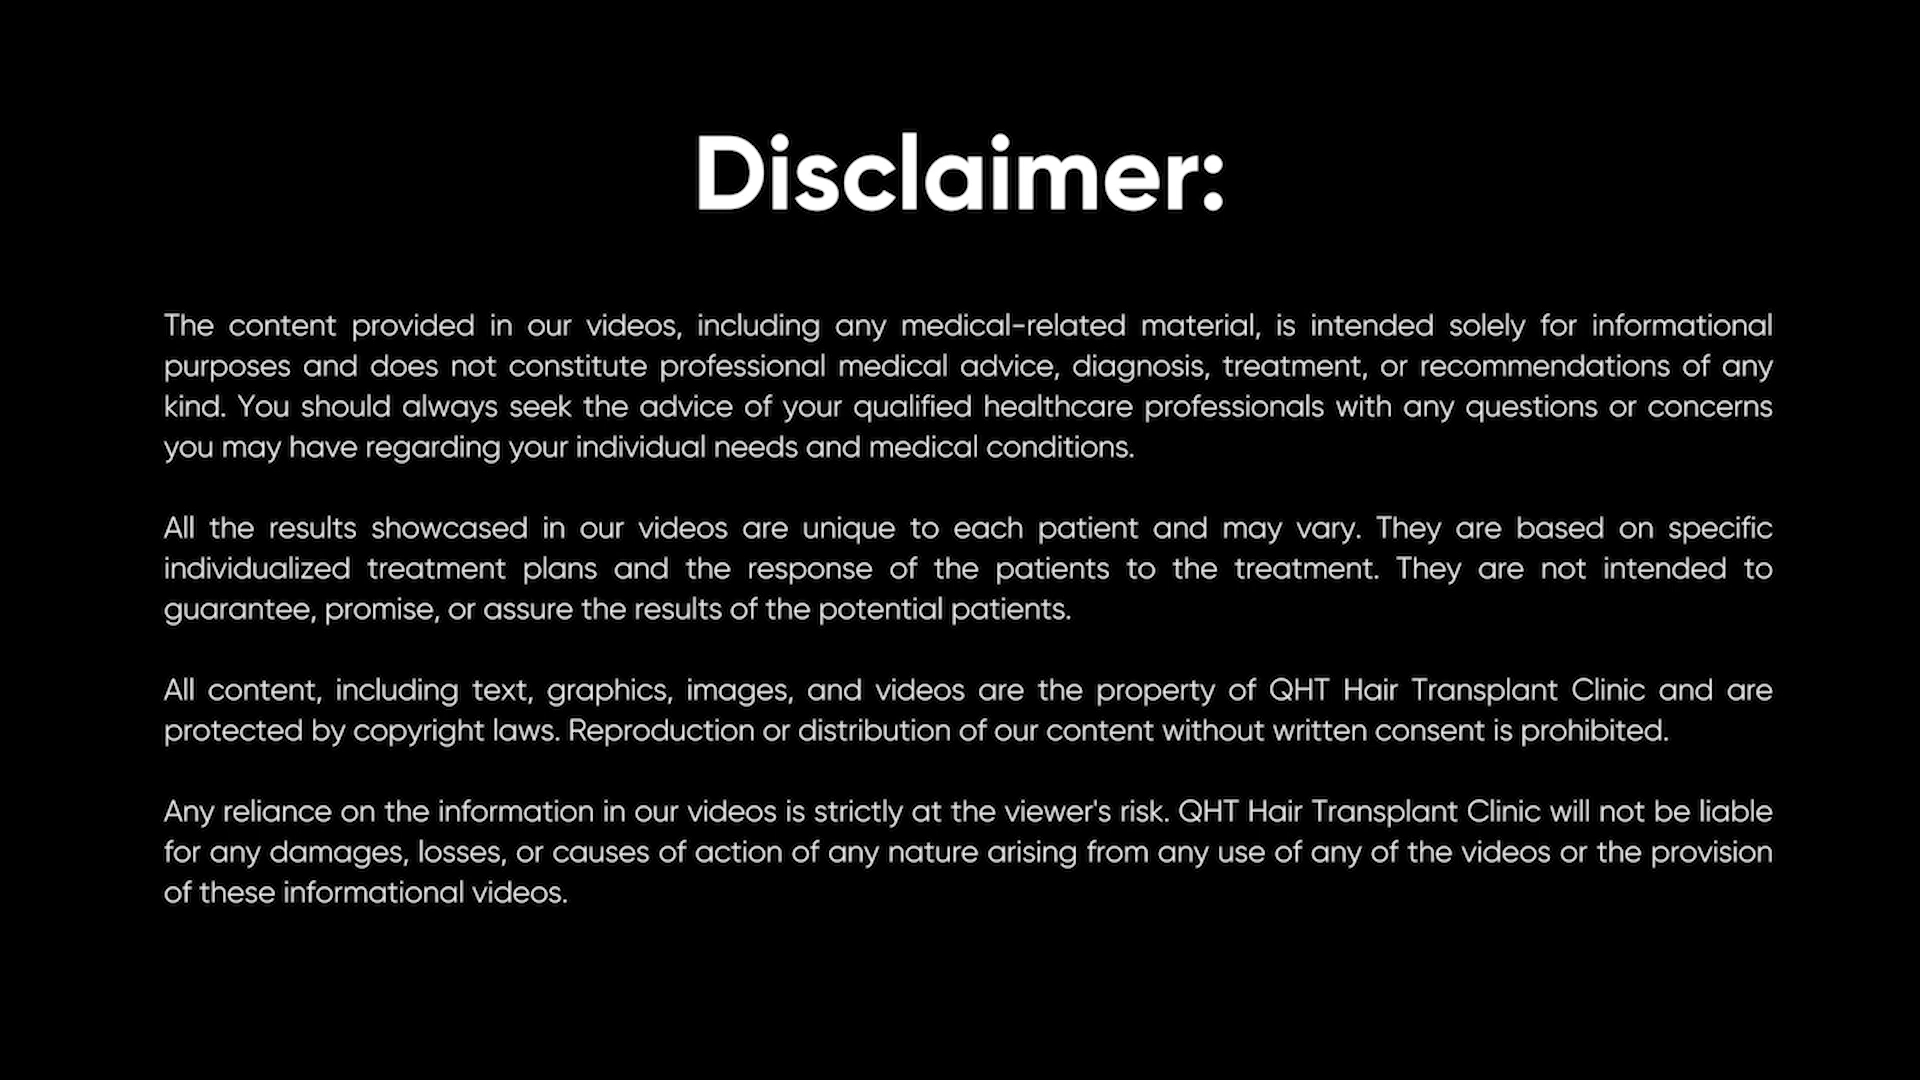 Disclaimer:
The content provided in our videos, including any medical-related material, is intended solely for informational
purposes and does not constitute professional medical advice, diagnosis, treatment, or recommendations of any
kind. You should always seek the advice of your qualified healthcare professionals with any questions or concerns
you may have regarding your individual needs and medical conditions.
All the results showcased in our videos are unique to each patient and may vary. They are based on specific
individualized treatment plans and the response of the patients to the treatment. They are not intended to
guarantee, promise, or assure the results of the potential patients.
All content, including text, graphics, images, and videos are the property of QHT Hair Transplant Clinic and are
protected by copyright laws. Reproduction or distribution of our content without written consent is prohibited.
Any reliance on the information in our videos is strictly at the viewer's risk. QHT Hair Transplant Clinic will not be liable
for any damages, losses, or causes of action of any nature arising from any use of any of the videos or the provision
of these informational videos.